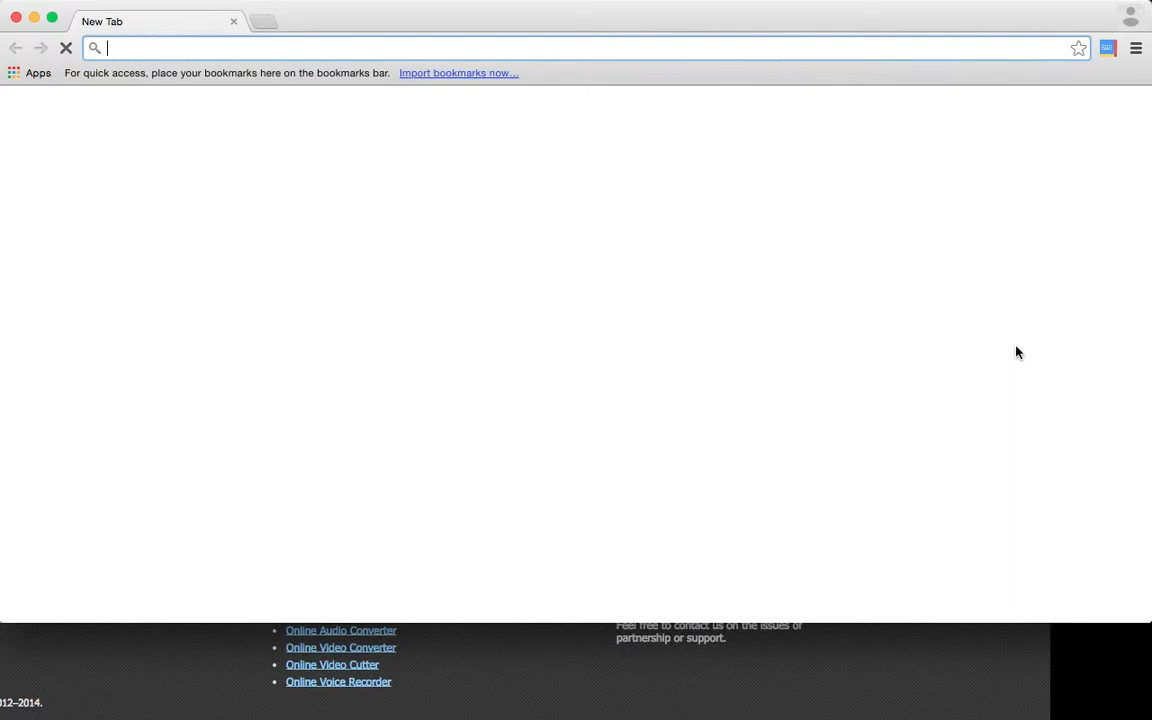 New Tab
Apps For quick access, place your bookmarks here on the bookmarks bar. Import bookmarks now...
Online Audio Converter
Online Video Converter
Online Video Cutter
Online Voice Recorder
Feel free to contact us on the issues of
partnership or support.
012–2014.